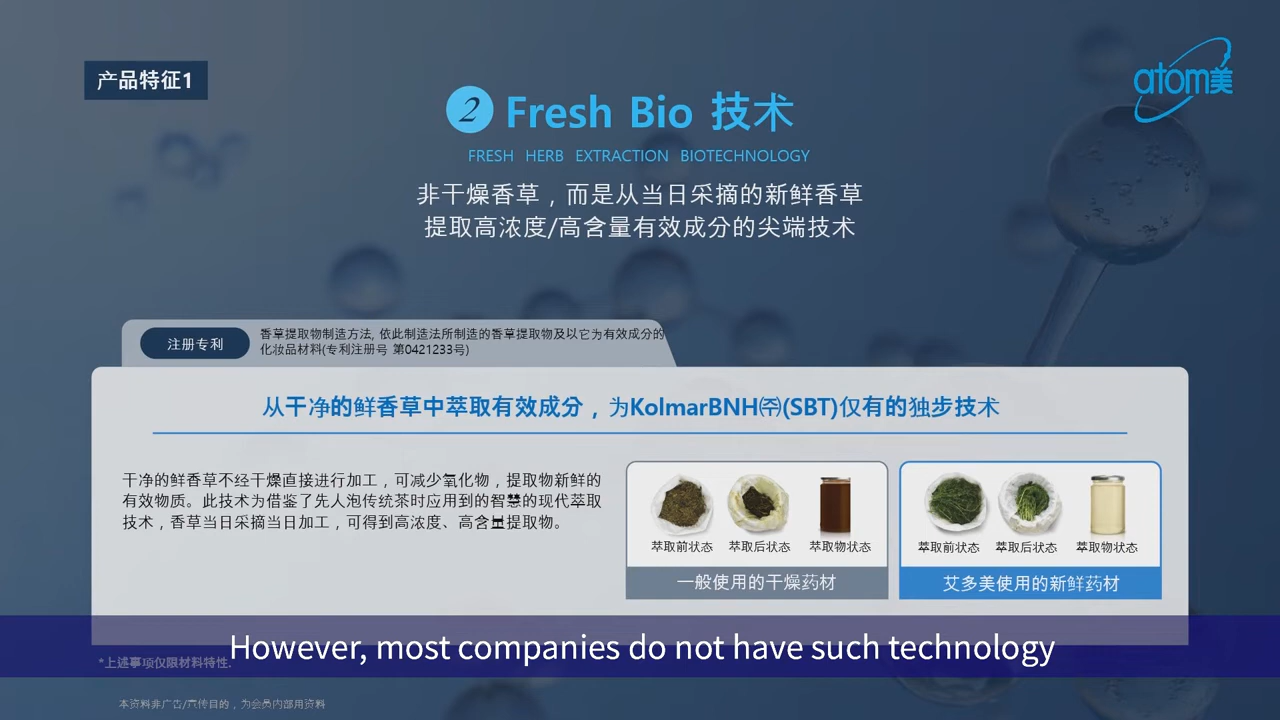 产品特征1
atom美
2 Fresh Bio 技术
FRESH HERB EXTRACTION BIOTECHNOLOGY
非干燥香草，而是从当日采摘的新鲜香草
提取高浓度/高含量有效成分的尖端技术
注册专利
香草提取物制造方法, 依此制造法所制造的香草提取物及以它为有效成分的
化妆品材料(专利注册号 第0421233号)
从干净的鲜香草中萃取有效成分，为KolmarBNH㈜(SBT)仅有的独步技术
干净的鲜香草不经干燥直接进行加工，可减少氧化物，提取物新鲜的
有效物质。此技术为借鉴了先人泡传统茶时应用到的智慧的现代萃取
技术，香草当日采摘当日加工，可得到高浓度、高含量提取物。
萃取前状态 萃取后状态 萃取物状态
一般使用的干燥药材
萃取前状态 萃取后状态 萃取物状态
艾多美使用的新鲜药材
However, most companies do not have such technology
*上述事项仅限材料特性.
本资料非广告/宣传目的，为会员内部用资料